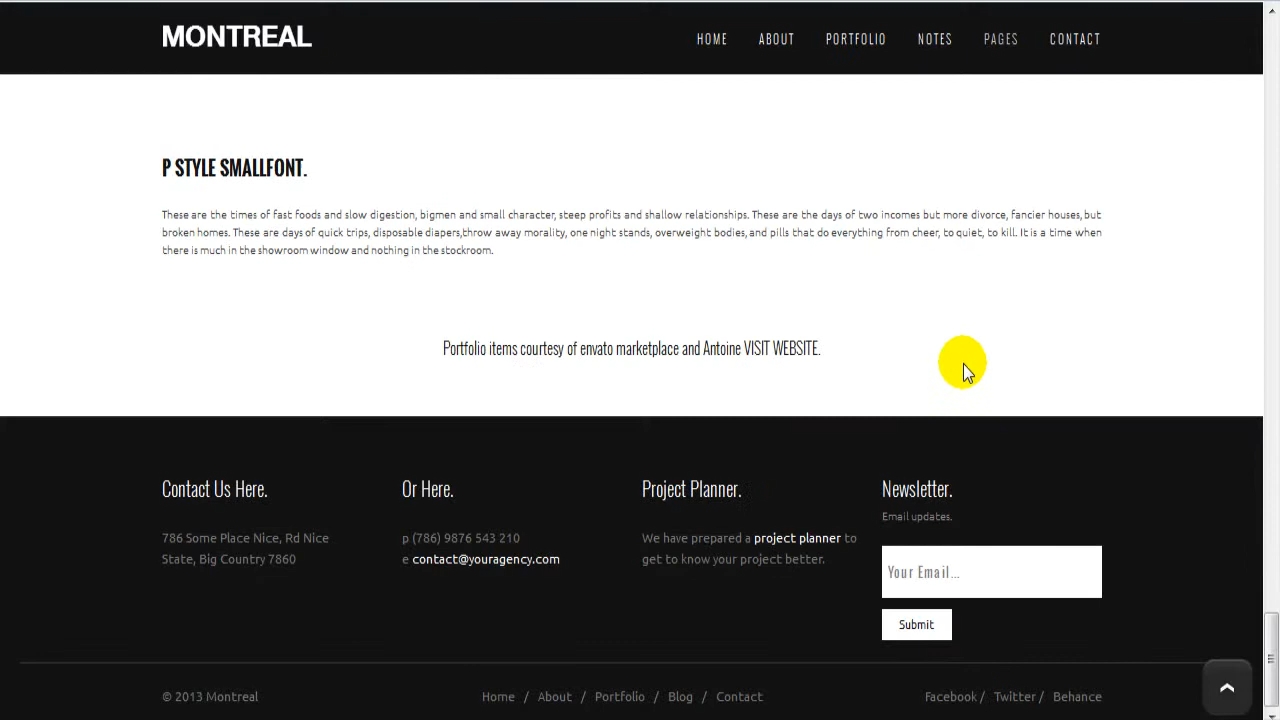 MONTREAL
HOME ABOUT PORTFOLIO NOTES PAGES CONTACT
P STYLE SMALLFONT.
These are the times of fast foods and slow digestion, bigmen and small character, steep profits and shallow relationships. These are the days of two incomes but more divorce, fancier houses, but
broken homes. These are days of quick trips, disposable diapers,throw away morality, one night stands, overweight bodies, and pills that do everything from cheer, to quiet, to kill. It is a time when
there is much in the showroom window and nothing in the stockroom.
Portfolio items courtesy of envato marketplace and Antoine VISIT WEBSITE.
Contact Us Here.
786 Some Place Nice, Rd Nice
State, Big Country 7860
Or Here.
p (786) 9876 543 210
e contact@youragency.com
Project Planner.
We have prepared a project planner to
get to know your project better.
Newsletter.
Email updates.
Your Email...
Submit
© 2013 Montreal
Home / About / Portfolio / Blog / Contact
Facebook / Twitter / Behance